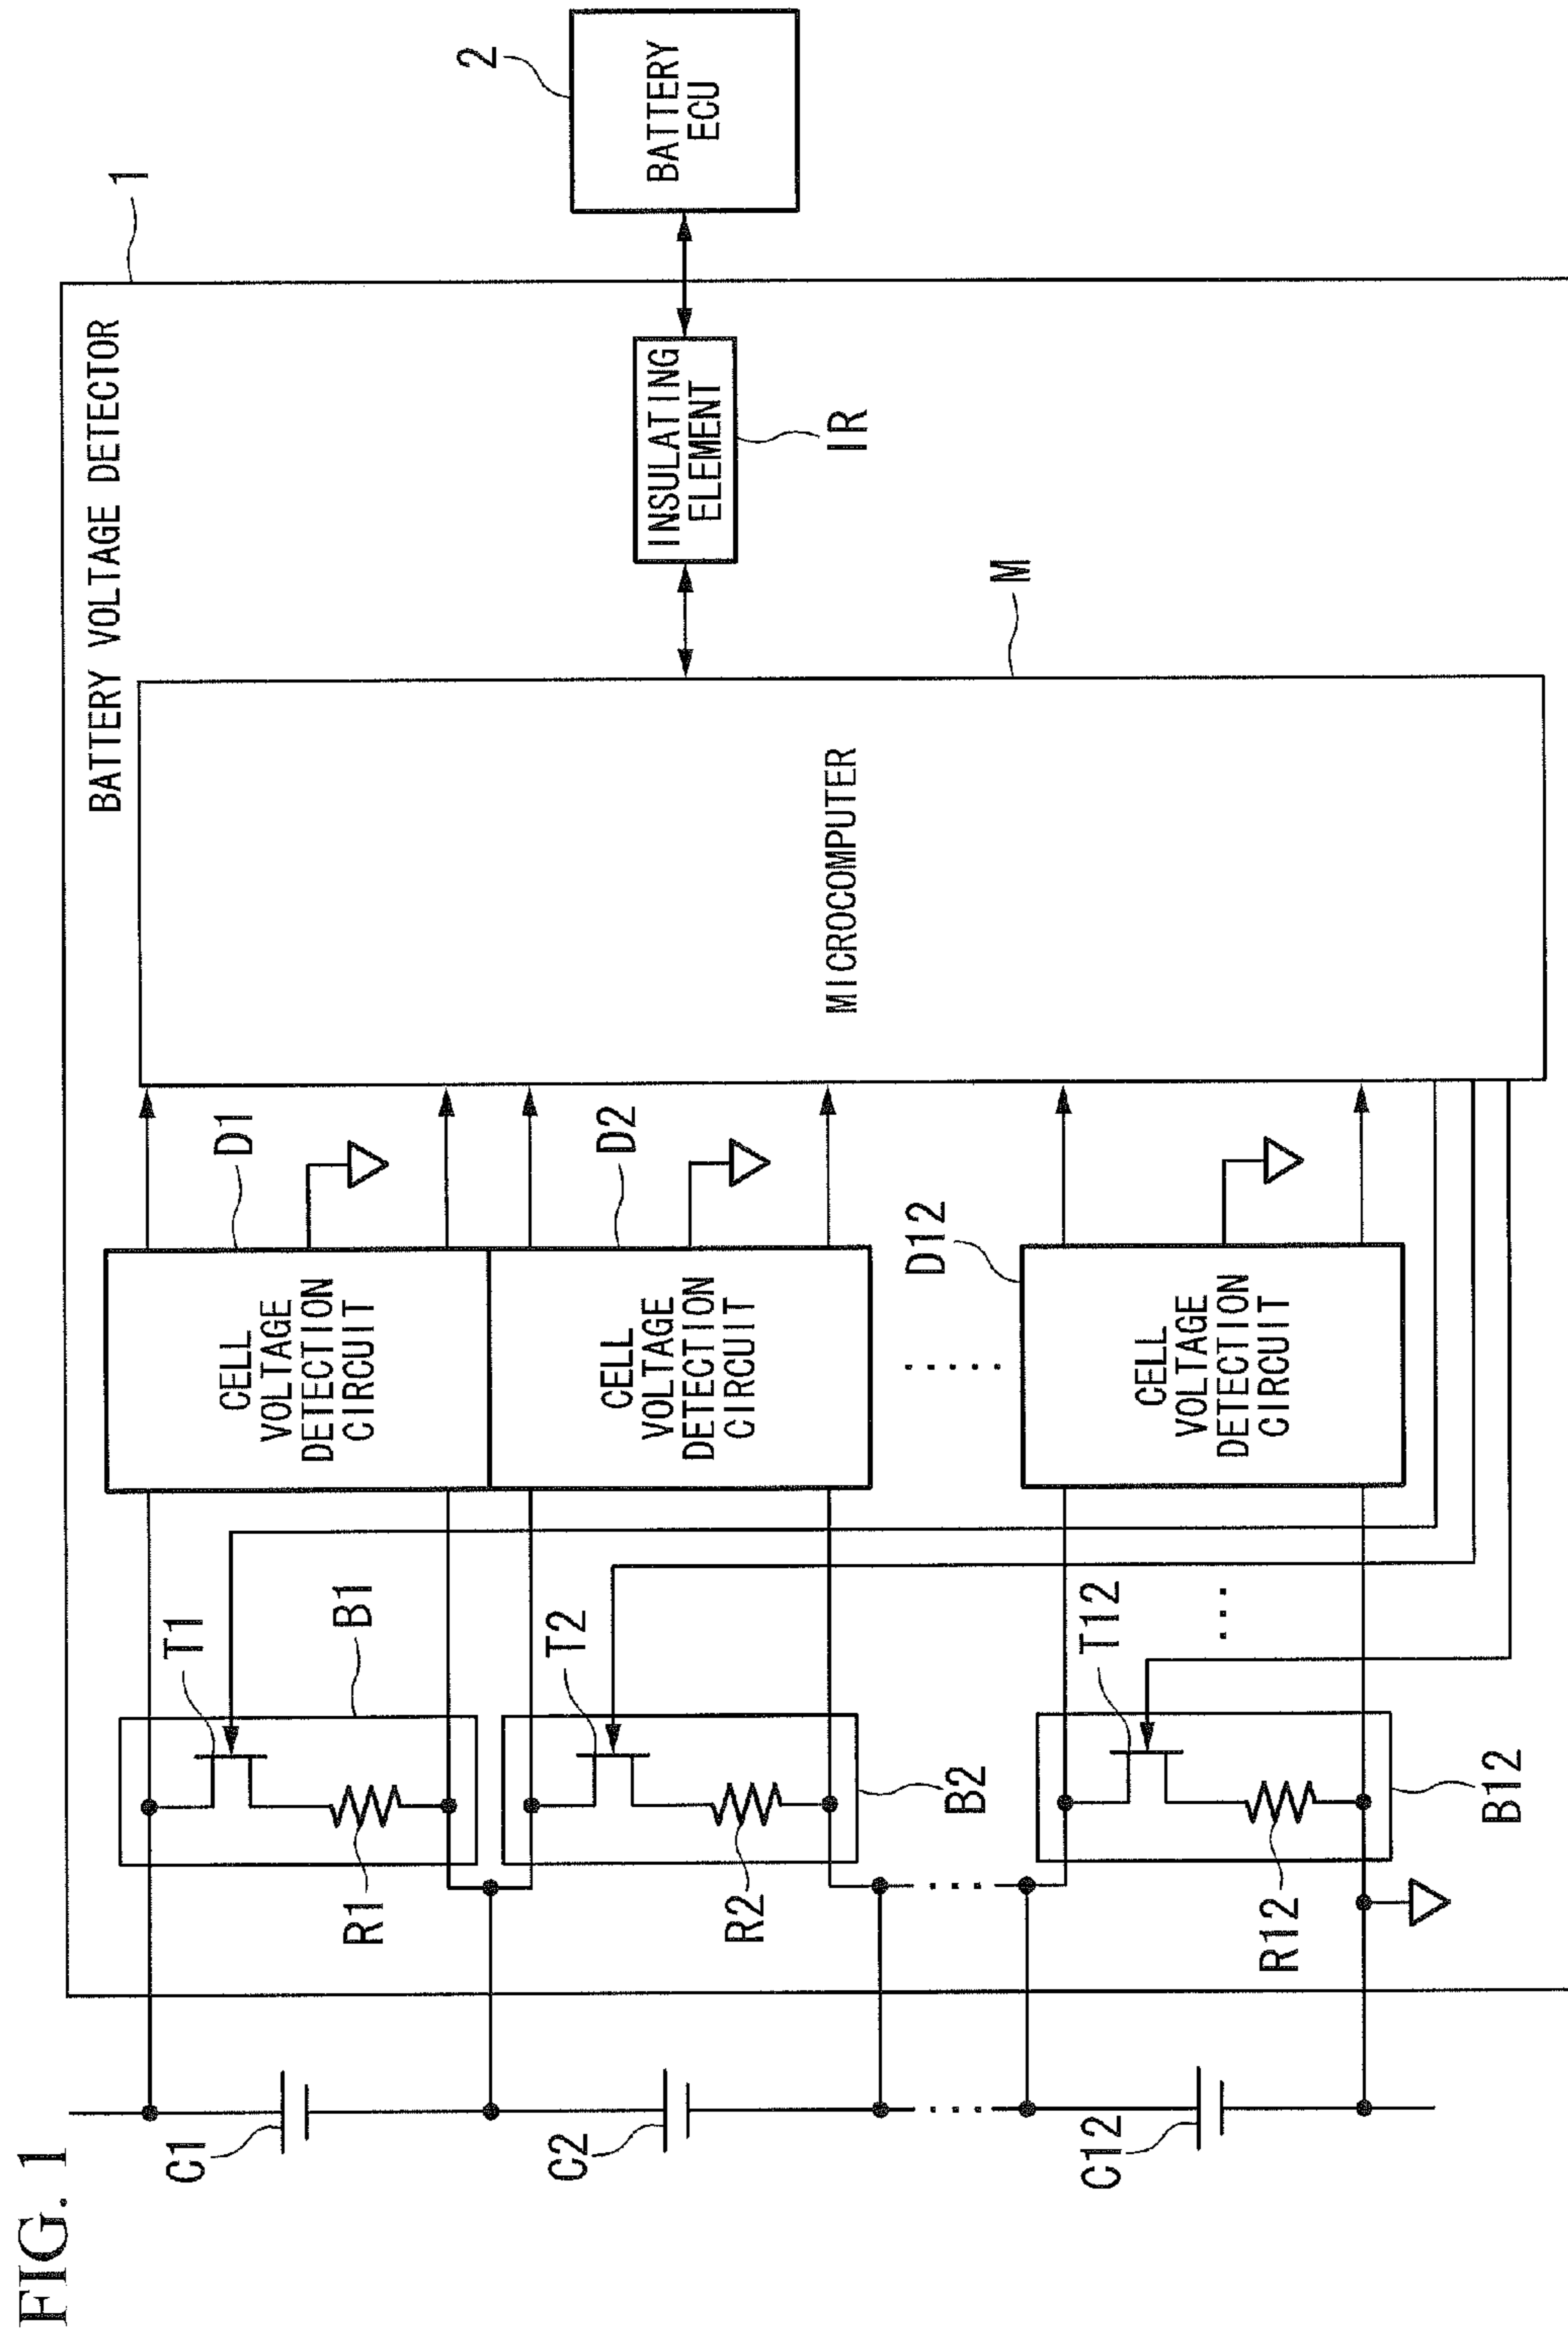 FIG. 1
BATTERY VOLTAGE DETECTOR
1
2
BATTERY
ECU
INSULATING
ELEMENT
IR
M
MICROCOMPUTER
D1
CELL
VOLTAGE
DETECTION
CIRCUIT
D2
CELL
VOLTAGE
DETECTION
CIRCUIT
D12
CELL
VOLTAGE
DETECTION
CIRCUIT
T1
B1
R1
T2
B2
R2
T12
B12
R12
C1
C2
C12